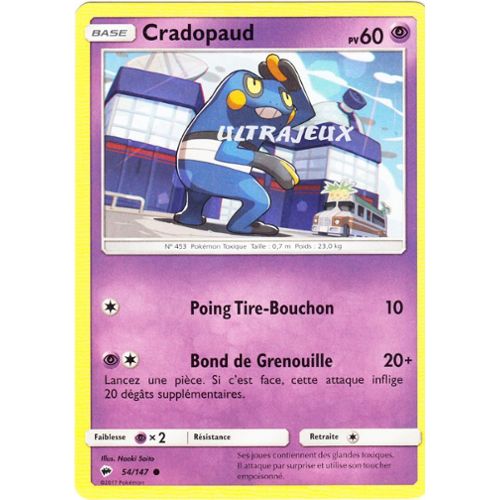 BASE Cradopaud PV60
ULTRAJEUX
N° 453 Pokémon Toxique Taille : 0,7 m Poids : 23,0 kg
Poing Tire-Bouchon 10
Bond de Grenouille 20+
Lancez une pièce. Si c'est face, cette attaque inflige
20 dégâts supplémentaires.
Faiblesse ×2 Résistance Retraite
Illus. Naoki Saito
54/147
©2017 Pokémon
Ses joues contiennent des glandes toxiques.
Il attaque par surprise et utilise son toucher
empoisonné.